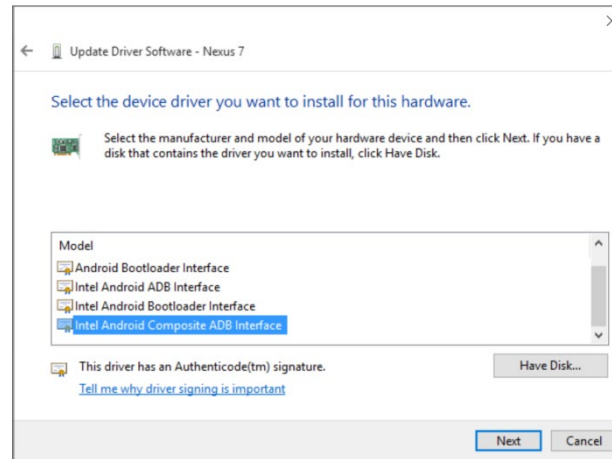 Update Driver Software - Nexus 7
Select the device driver you want to install for this hardware.
Select the manufacturer and model of your hardware device and then click Next. If you have a
disk that contains the driver you want to install, click Have Disk.
Model
Android Bootloader Interface
Intel Android ADB Interface
Intel Android Bootloader Interface
Intel Android Composite ADB Interface
This driver has an Authenticode(tm) signature.
Have Disk...
Tell me why driver signing is important
Next
Cancel